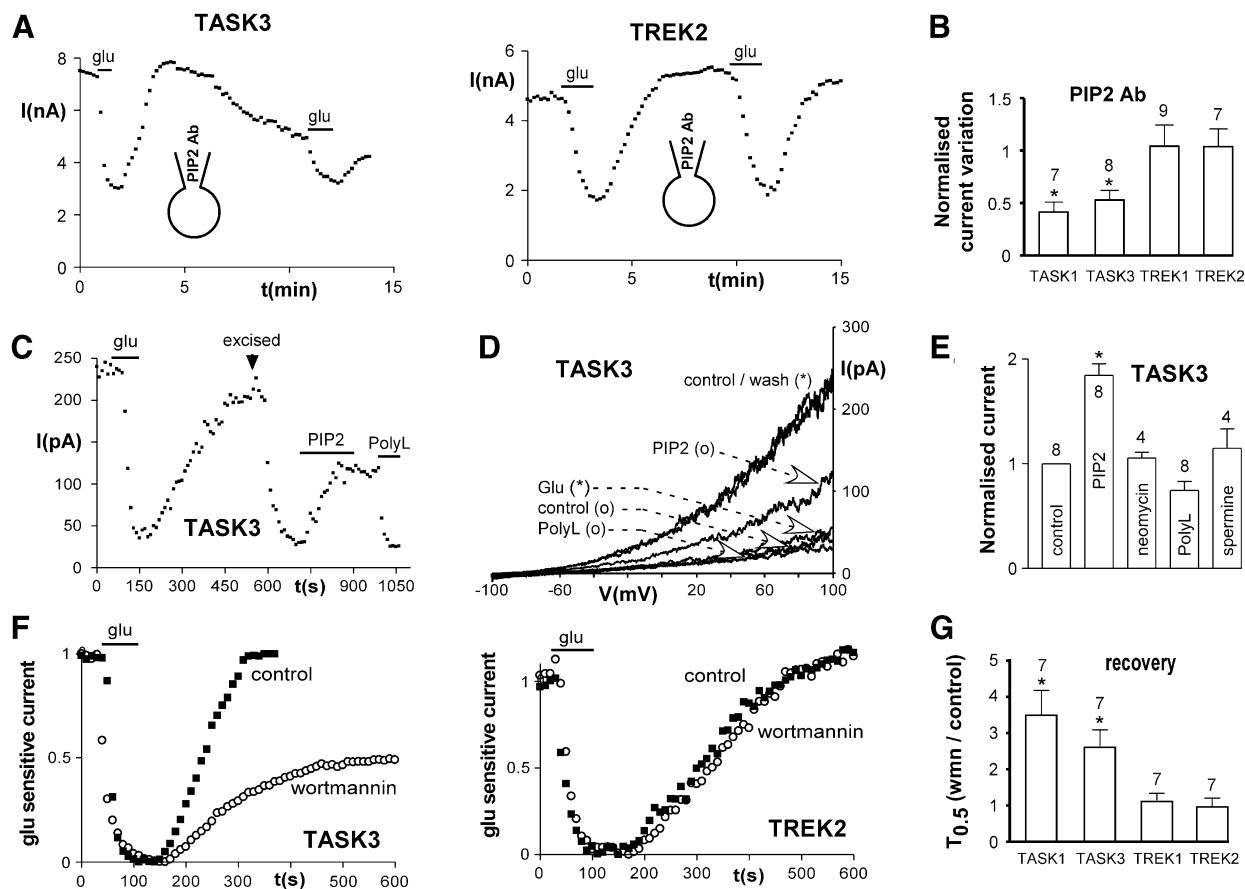 A
TASK3
glu
I(nA)
8
6
4
2
0
PIP2 Ab
glu
0
5
t(min)
15
TREK2
glu
I(nA)
6
4
2
0
PIP2 Ab
glu
0
5
t(min)
15
B
PIP2 Ab
Normalised
current variation
1.5
1
0.5
0
7
*
8
*
9
7
TASK1
TASK3
TREK1
TREK2
C
glu
excised
250
200
I(pA)
150
100
50
0
PIP2
PolyL
TASK3
0
150
300
450
600
t(s)
900
1050
D
TASK3
300
I(pA)
200
100
0
control / wash (*)
PIP2 (o)
Glu (*)
control (o)
PolyL (o)
-100
-60
V(mV)
20
60
100
E
TASK3
Normalised current
2
1
0
8
*
8
4
8
4
control
PIP2
neomycin
PolyL
spermine
F
glu
glu sensitive current
1
0.5
0
control
wortmannin
TASK3
0
100
200
300
t(s)
500
600
glu
glu sensitive current
1
0.5
0
control
wortmannin
TREK2
0
100
200
300
t(s)
500
600
G
recovery
T0.5 (wmn / control)
5
4
3
2
1
0
7
*
7
*
7
7
TASK1
TASK3
TREK1
TREK2